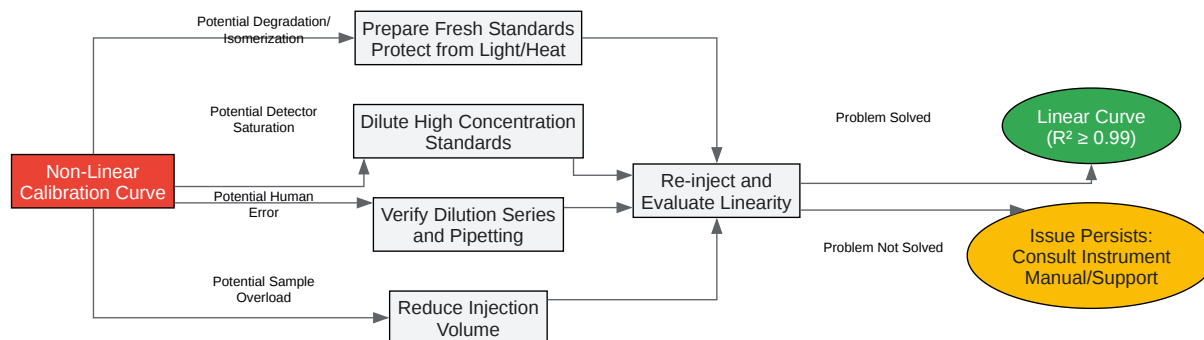 Potential Degradation/
Isomerization
Prepare Fresh Standards
Protect from Light/Heat
Potential Detector
Saturation
Dilute High Concentration
Standards
Problem Solved
Linear Curve
(R² ≥ 0.99)
Non-Linear
Calibration Curve
Re-inject and
Evaluate Linearity
Potential Human
Error
Verify Dilution Series
and Pipetting
Problem Not Solved
Issue Persists:
Consult Instrument
Manual/Support
Potential Sample
Overload
Reduce Injection
Volume